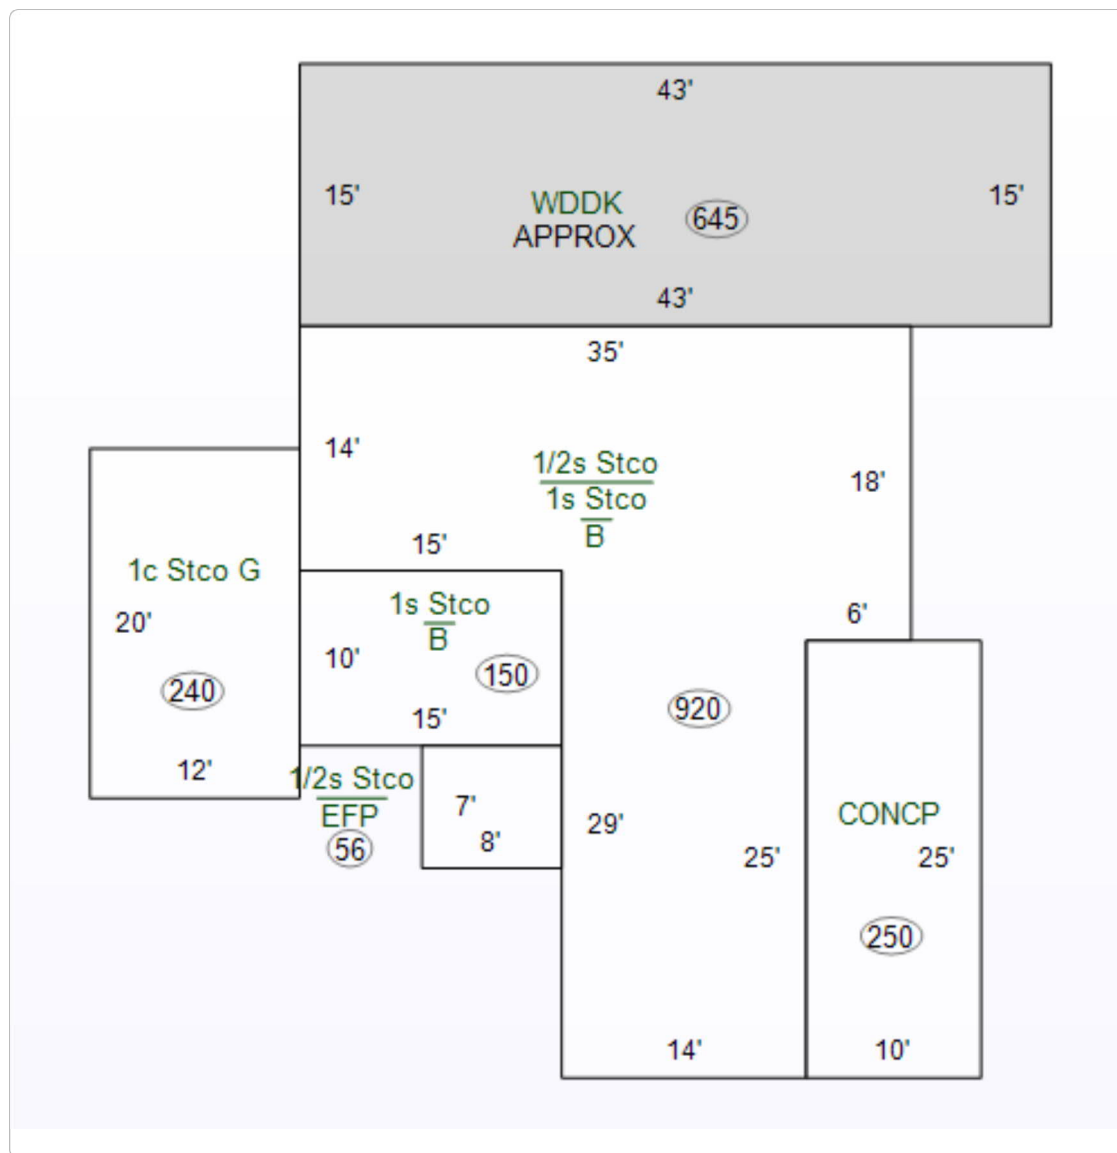 43'
15'
WDDK
645
15'
APPROX
43'
35'
14'
1/2s Stco
1s Stco
B
18'
15'
1c Stco G
20'
240
12'
1s Stco
B
10'
150
15'
6'
920
1/2s Stco
EFP
56
7'
8'
29'
25'
CONCP
25'
250
14'
10'